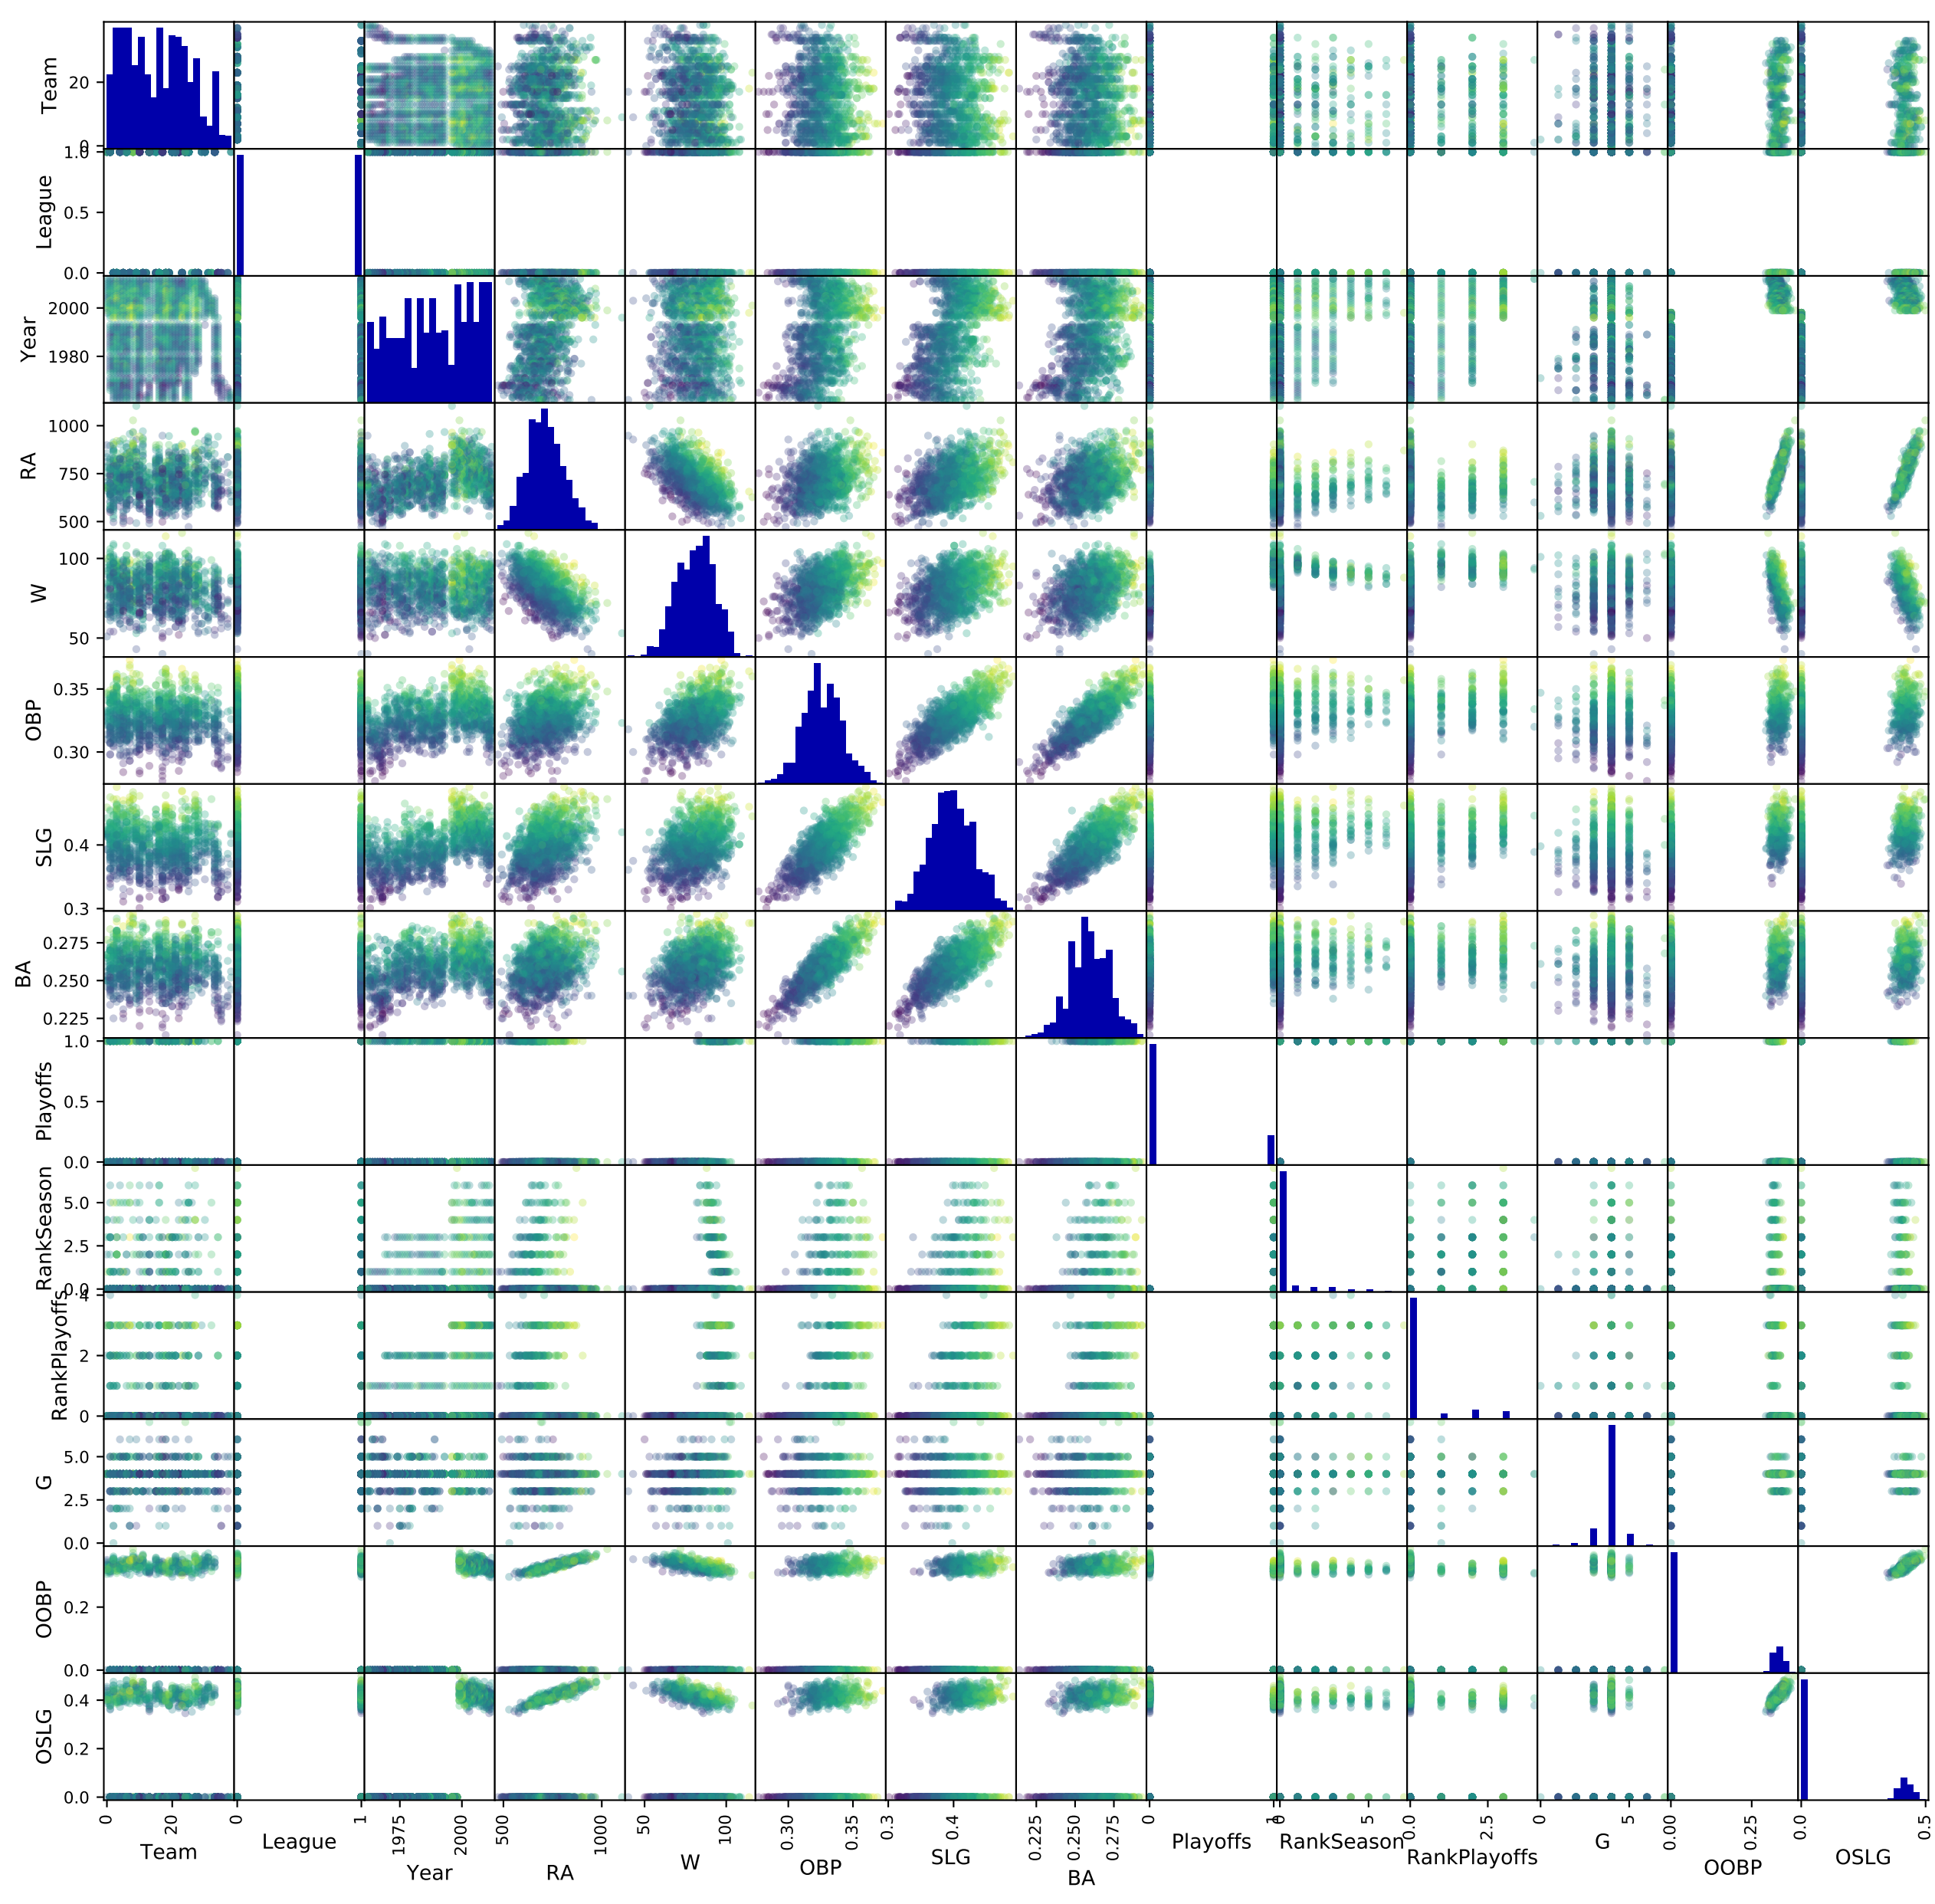 Team
20
0
League
1.0
0.5
0.0
Year
2000
1980
RA
1000
750
500
W
100
50
OBP
0.35
0.30
SLG
0.4
0.3
BA
0.275
0.250
0.225
Playoffs
1.0
0.5
0.0
RankSeason
5.0
2.5
0.0
RankPlayoffs
4
2
0
G
5.0
2.5
0.0
OOBP
0.2
0.0
OSLG
0.4
0.2
0.0
0 20 0 1 1975 2000 500 1000 50 100 0.30 0.35 0.3 0.4 0.225 0.250 0.275 0 1 0 5 0.0 2.5 0 5 0.00 0.25 0.0 0.5
Team League Year RA W OBP SLG BA Playoffs RankSeason RankPlayoffs G OOBP OSLG